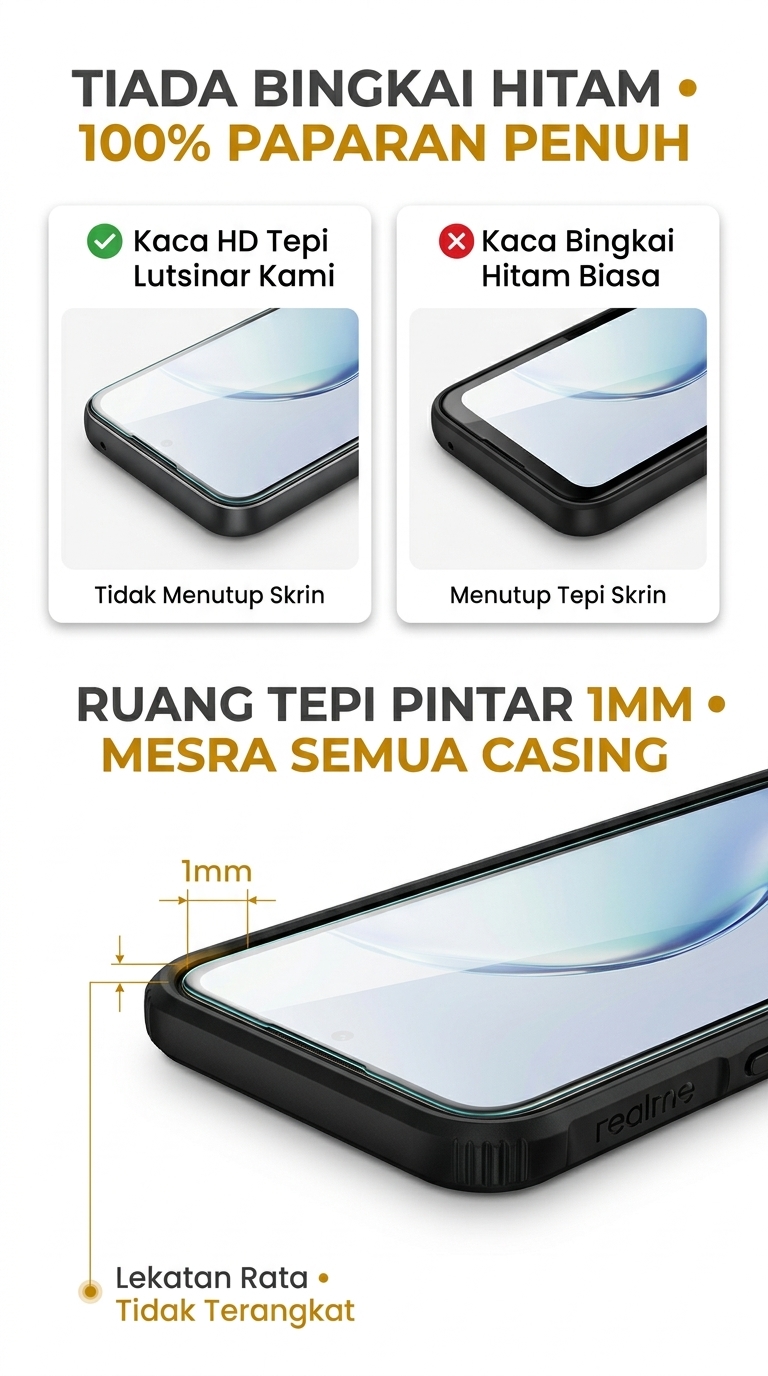 TIADA BINGKAI HITAM •
100% PAPARAN PENUH
Kaca HD Tepi
Lutsinar Kami
Tidak Menutup Skrin
Kaca Bingkai
Hitam Biasa
Menutup Tepi Skrin
RUANG TEPI PINTAR 1MM •
MESRA SEMUA CASING
1mm
realme
Lekatan Rata •
Tidak Terangkat